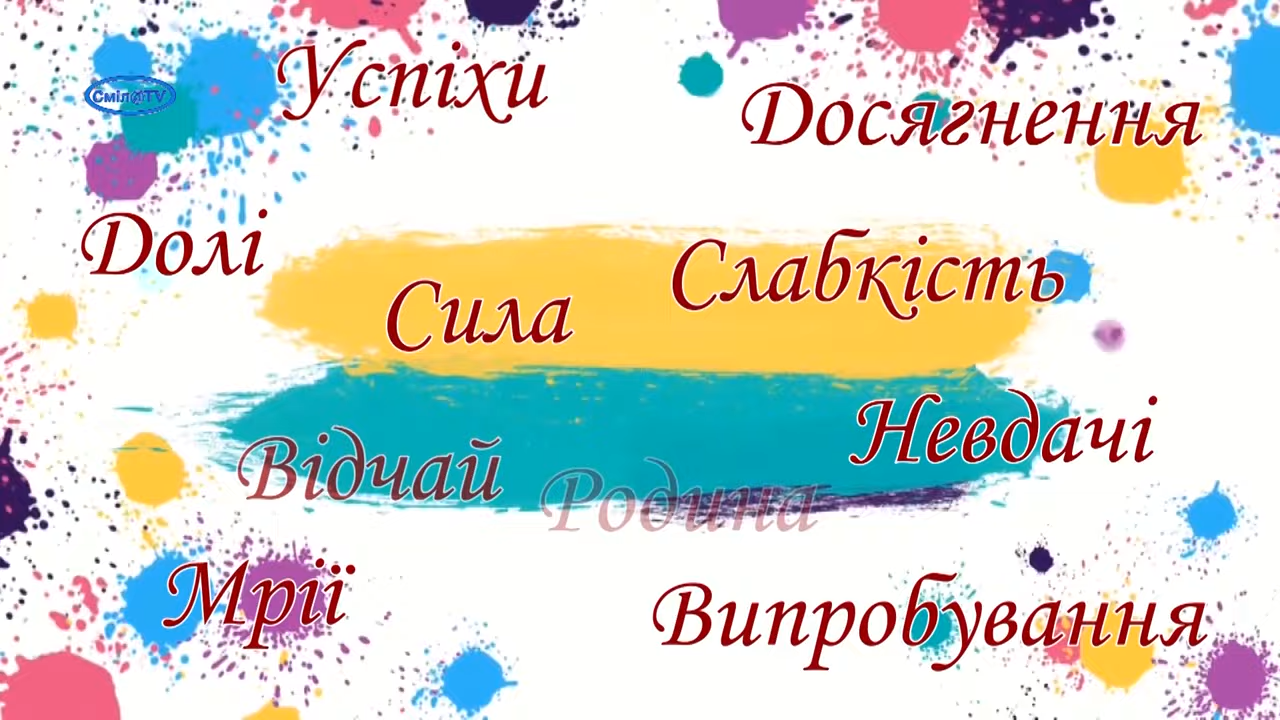 Успіхи
СмілаTV
Досягнення
Долі
Слабкість
Сила
Невдачі
Відчай
Родина
Мрії
Випробування